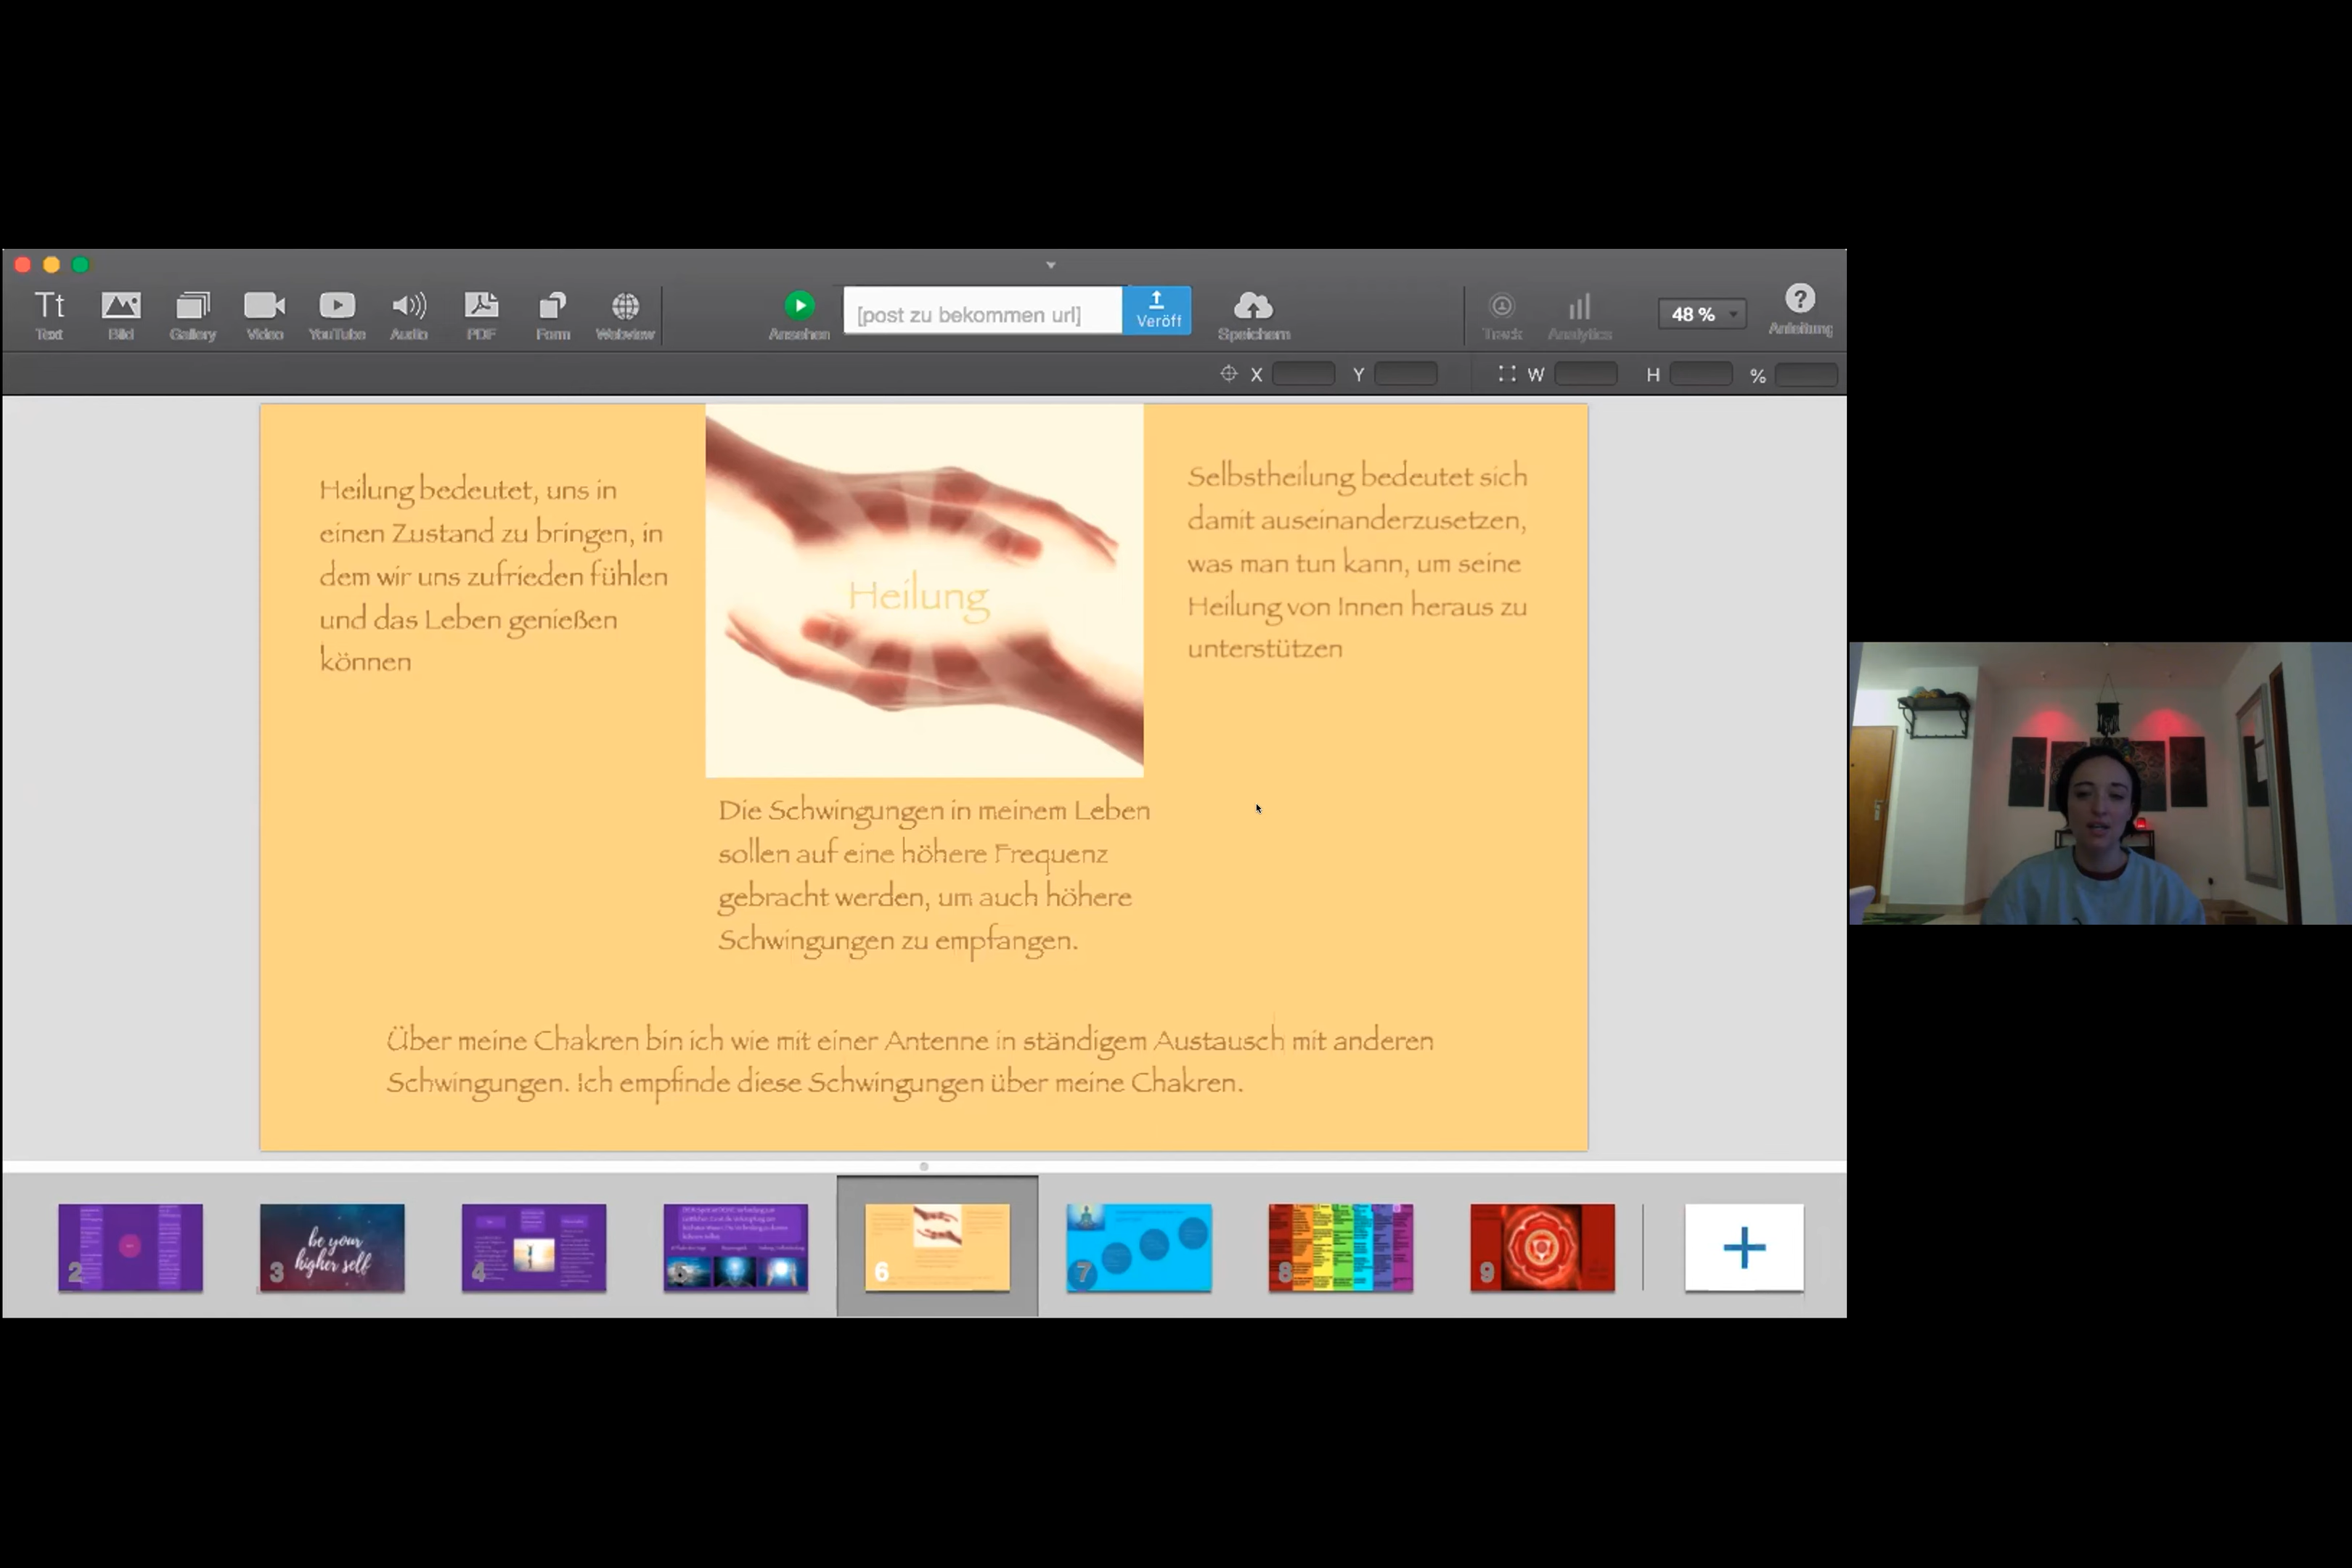 Text
Bild
Gallery
Video
YouTube
Audio
PDF
Form
Webview
Ansehen
[post zu bekommen url]
Veröff
Speichern
Track
Analytics
48 %
Anleitung
X
Y
W
H
%
Heilung bedeutet, uns in
einen Zustand zu bringen, in
dem wir uns zufrieden fühlen
und das Leben genießen
können
Heilung
Selbstheilung bedeutet sich
damit auseinanderzusetzen,
was man tun kann, um seine
Heilung von Innen heraus zu
unterstützen
Die Schwingungen in meinem Leben
sollen auf eine höhere Frequenz
gebracht werden, um auch höhere
Schwingungen zu empfangen.
Über meine Chakren bin ich wie mit einer Antenne in ständigem Austausch mit anderen
Schwingungen. Ich empfinde diese Schwingungen über meine Chakren.
2
3
be your
higher self
4
5
6
7
8
9